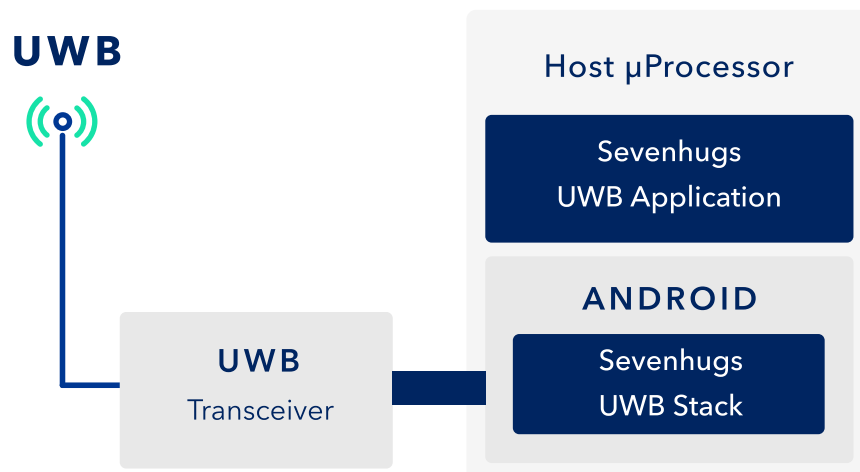 UWB
Host µProcessor
Sevenhugs
UWB Application
ANDROID
Sevenhugs
UWB Stack
UWB
Transceiver